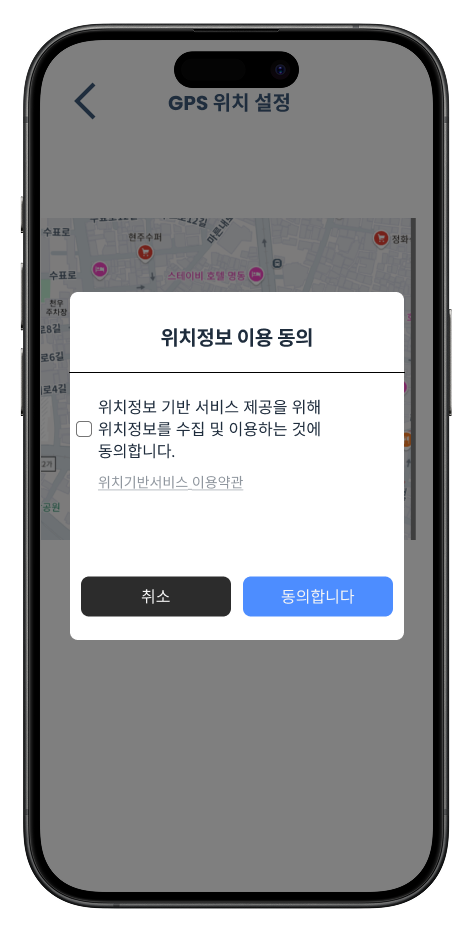 GPS 위치 설정
수표로
현주수퍼
정화
수표로
스테이비 호텔 명동
천우
주차장
로8길
로6길
로4길
2가
공원
위치정보 이용 동의
위치정보 기반 서비스 제공을 위해
위치정보를 수집 및 이용하는 것에
동의합니다.
위치기반서비스 이용약관
취소
동의합니다